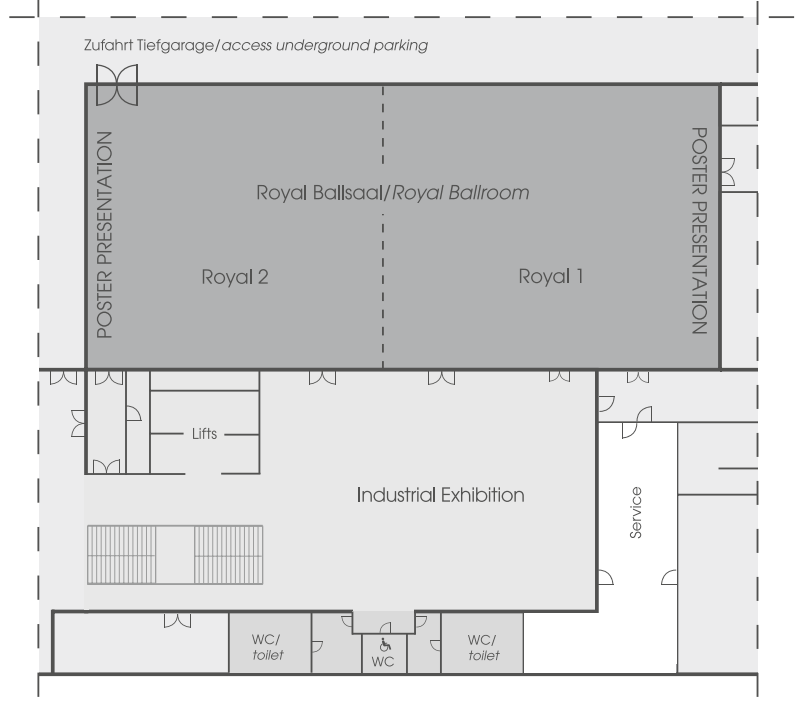 Zufahrt Tiefgarage/access underground parking
POSTER PRESENTATION
POSTER PRESENTATION
Royal Ballsaal/Royal Ballroom
Royal 2
Royal 1
Lifts
Industrial Exhibition
Service
WC/
toilet
WC
WC/
toilet